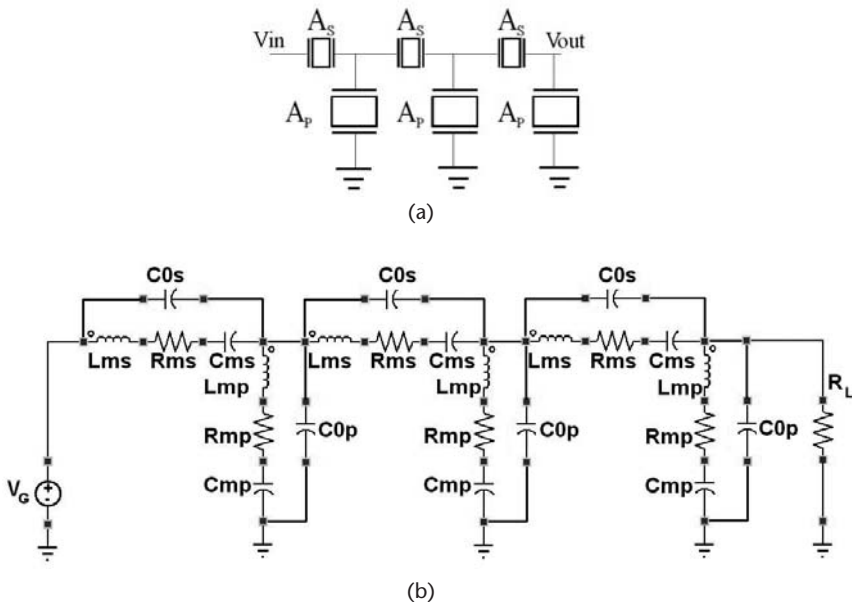 Vin As As As Vout
Ap Ap Ap
(a)
C0s C0s C0s
Lms Rms Cms Lms Rms Cms Lms Rms Cms
Lmp Lmp Lmp RL
Rmp C0p Rmp C0p Rmp C0p
VG Cmp Cmp Cmp
(b)